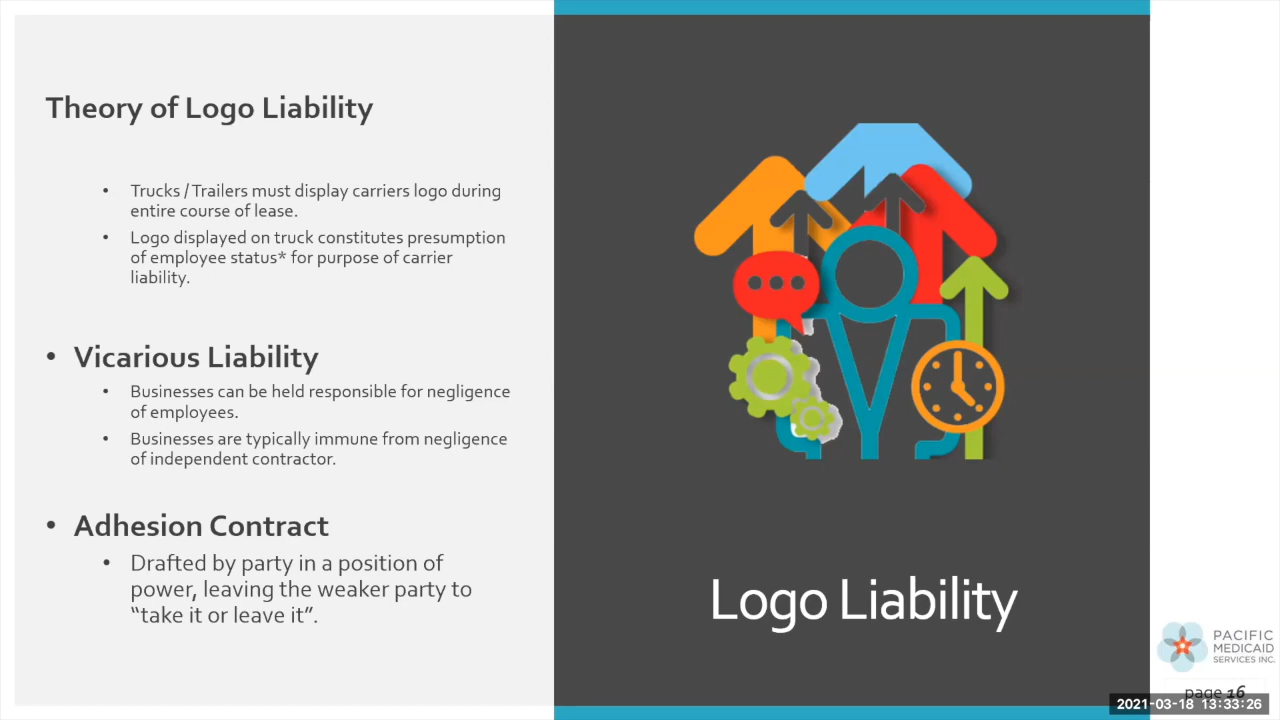 Theory of Logo Liability
• Trucks / Trailers must display carriers logo during
entire course of lease.
• Logo displayed on truck constitutes presumption
of employee status* for purpose of carrier
liability.
• Vicarious Liability
• Businesses can be held responsible for negligence
of employees.
• Businesses are typically immune from negligence
of independent contractor.
• Adhesion Contract
• Drafted by party in a position of
power, leaving the weaker party to
“take it or leave it”.
Logo Liability
PACIFIC
MEDICAID
SERVICES INC.
page 16
2021-03-18 13:33:26